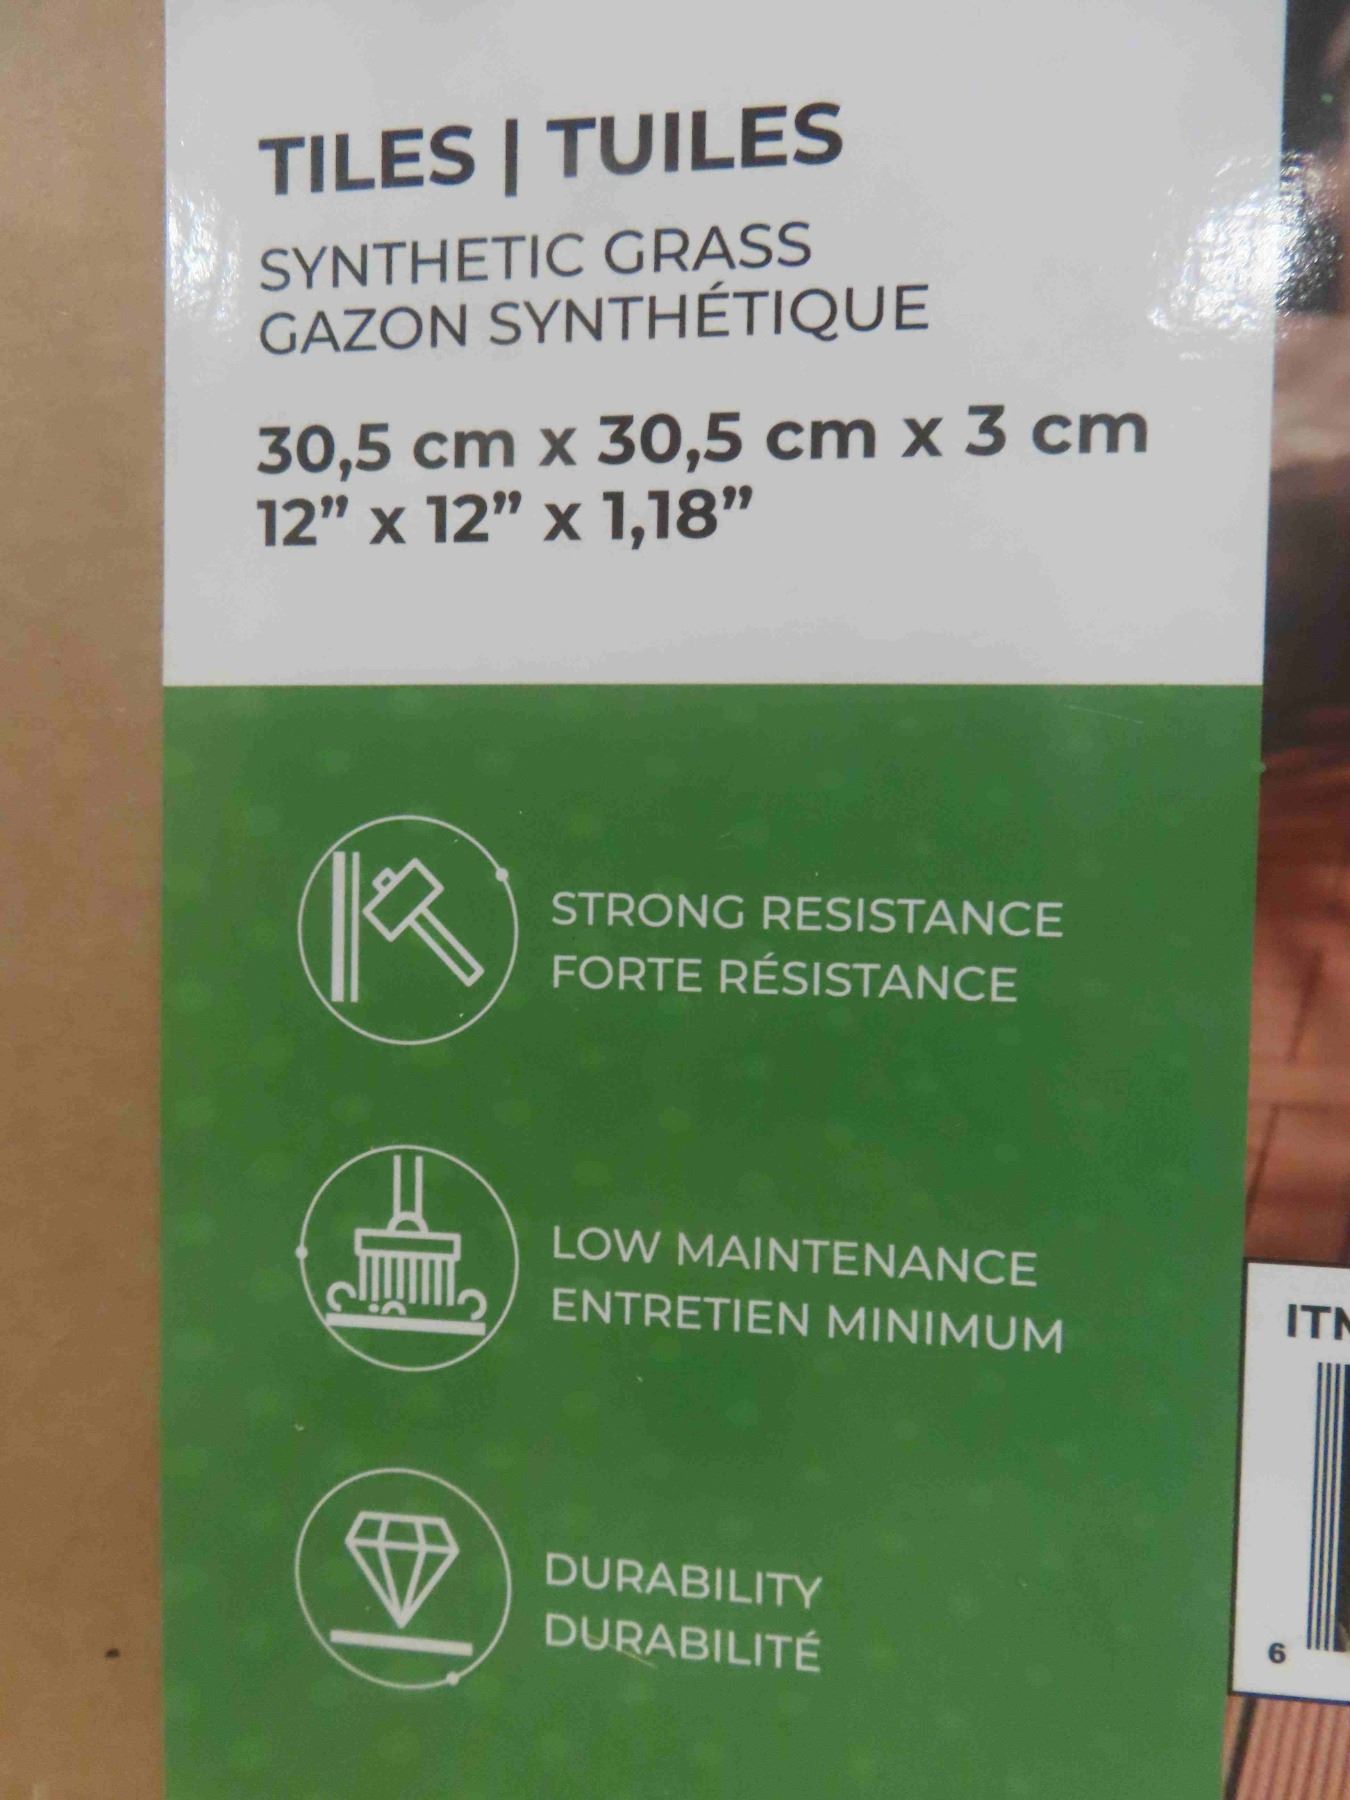 TILES | TUILES
SYNTHETIC GRASS
GAZON SYNTHÉTIQUE
30,5 cm x 30,5 cm x 3 cm
12” x 12” x 1,18”
STRONG RESISTANCE
FORTE RÉSISTANCE
LOW MAINTENANCE
ENTRETIEN MINIMUM
DURABILITY
DURABILITÉ
6